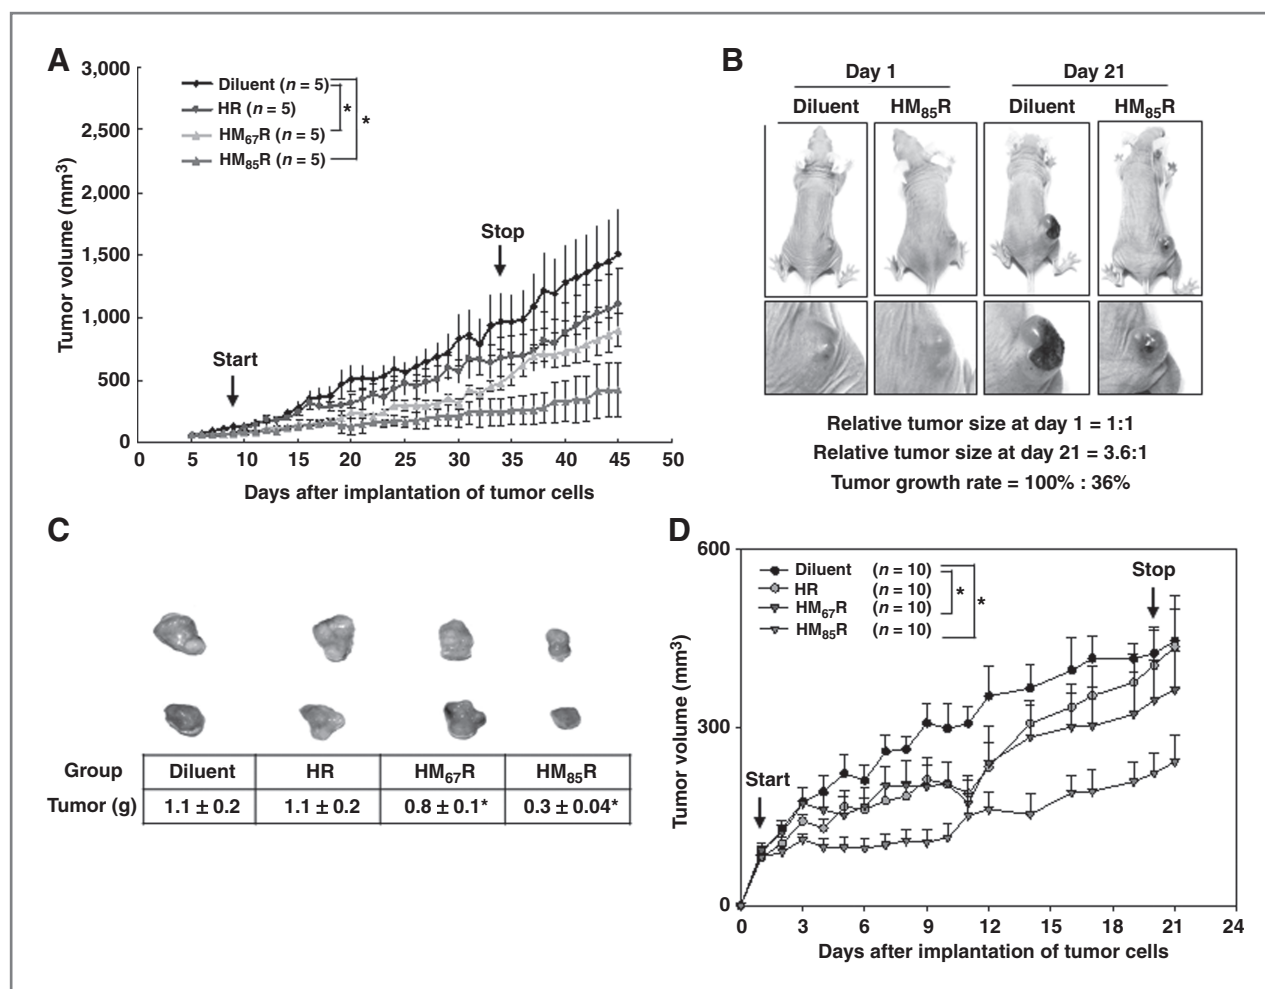 A
3,000
2,500
2,000
1,500
1,000
500
0
Tumor volume (mm³)
Diluent (n = 5)
HR (n = 5)
HM₆₇R (n = 5)
HM₈₅R (n = 5)
*
*
Start
Stop
0 5 10 15 20 25 30 35 40 45 50
Days after implantation of tumor cells
B
Day 1 Day 21
Diluent HM₈₅R Diluent HM₈₅R
Relative tumor size at day 1 = 1:1
Relative tumor size at day 21 = 3.6:1
Tumor growth rate = 100% : 36%
C
Group Diluent HR HM₆₇R HM₈₅R
Tumor (g) 1.1 ± 0.2 1.1 ± 0.2 0.8 ± 0.1* 0.3 ± 0.04*
D
600
300
0
Tumor volume (mm³)
Diluent (n = 10)
HR (n = 10)
HM₆₇R (n = 10)
HM₈₅R (n = 10)
*
*
Start
Stop
0 3 6 9 12 15 18 21 24
Days after implantation of tumor cells